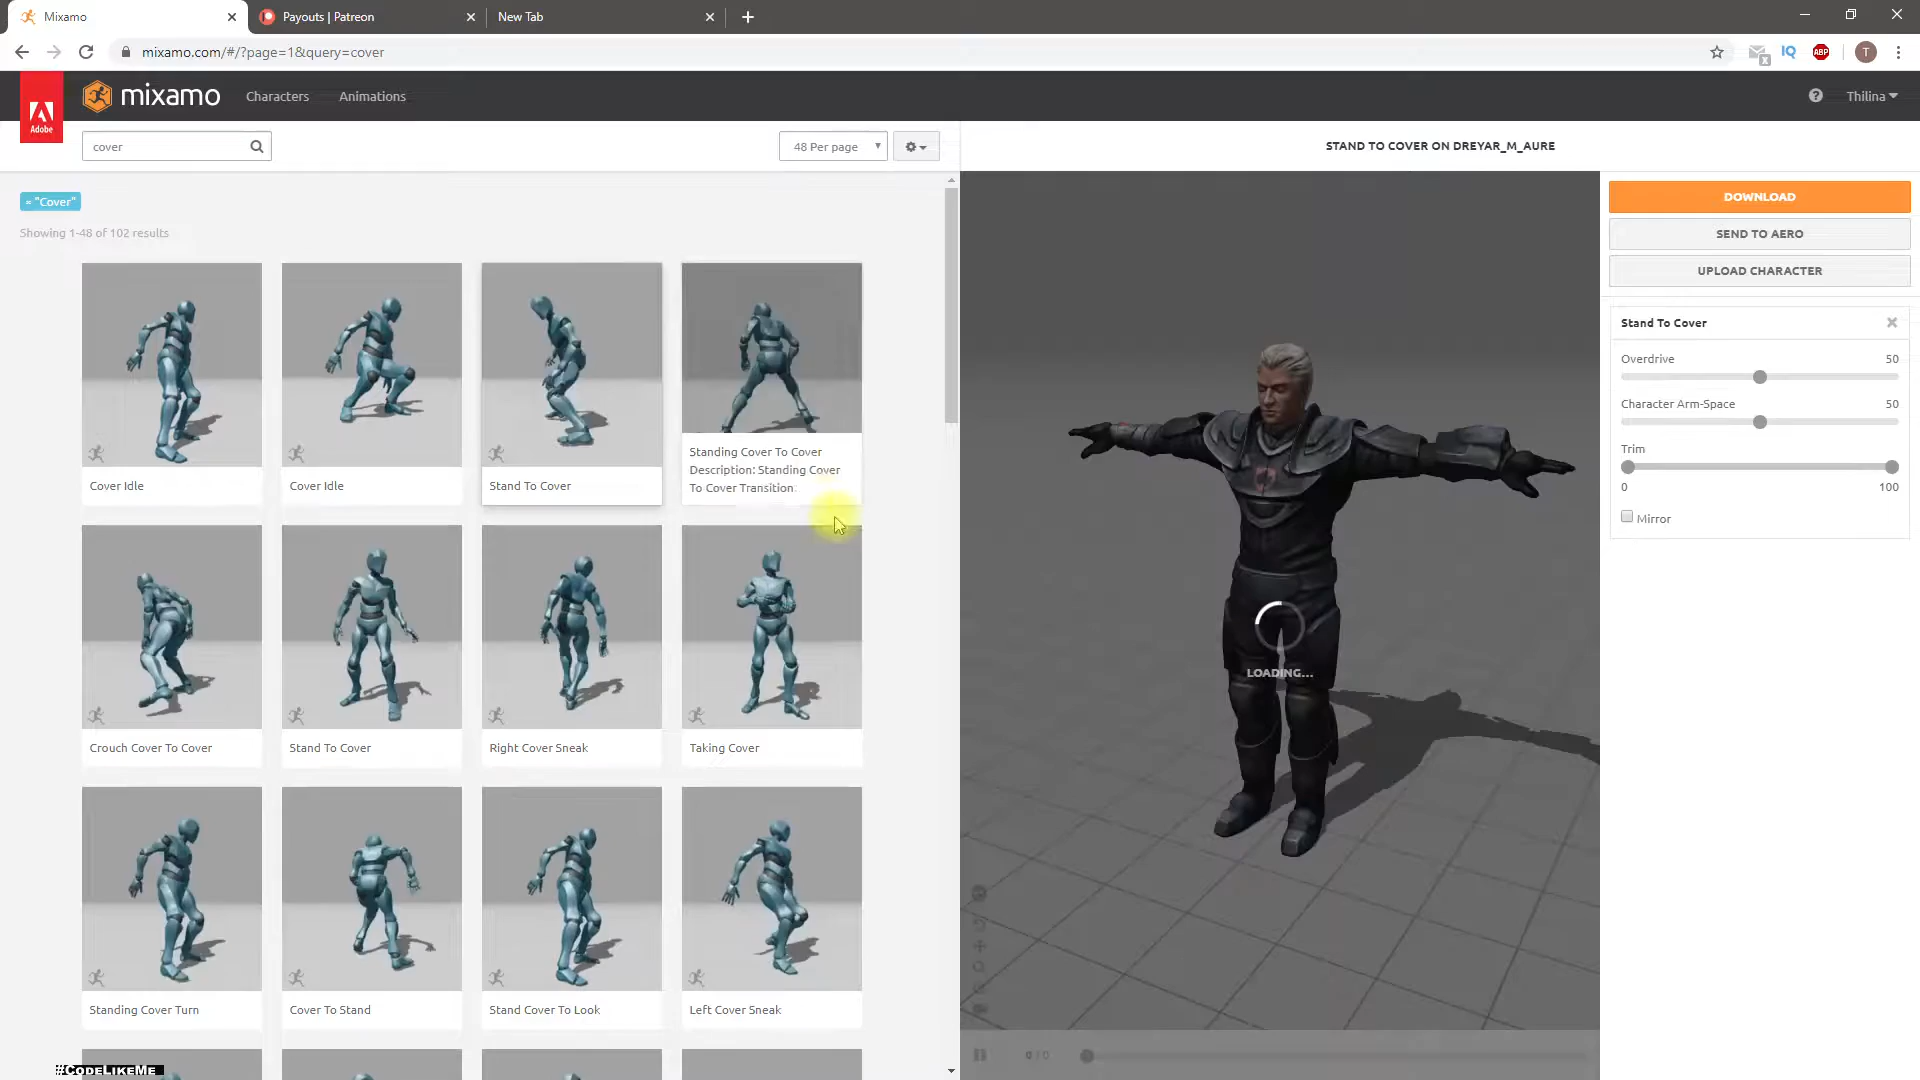 Mixamo
Payouts | Patreon
New Tab
mixamo.com/#/?page=1&query=cover
IQ
ABP
T
Adobe
mixamo
Characters
Animations
Thilina
cover
48 Per page
STAND TO COVER ON DREYAR_M_AURE
× "Cover"
Showing 1-48 of 102 results
DOWNLOAD
SEND TO AERO
UPLOAD CHARACTER
Stand To Cover
Overdrive 50
Character Arm-Space 50
Trim
0 100
Mirror
Cover Idle
Cover Idle
Stand To Cover
Standing Cover To Cover
Description: Standing Cover
To Cover Transition
Crouch Cover To Cover
Stand To Cover
Right Cover Sneak
Taking Cover
Standing Cover Turn
Cover To Stand
Stand Cover To Look
Left Cover Sneak
LOADING...
0 / 0
#CodeLikeMe